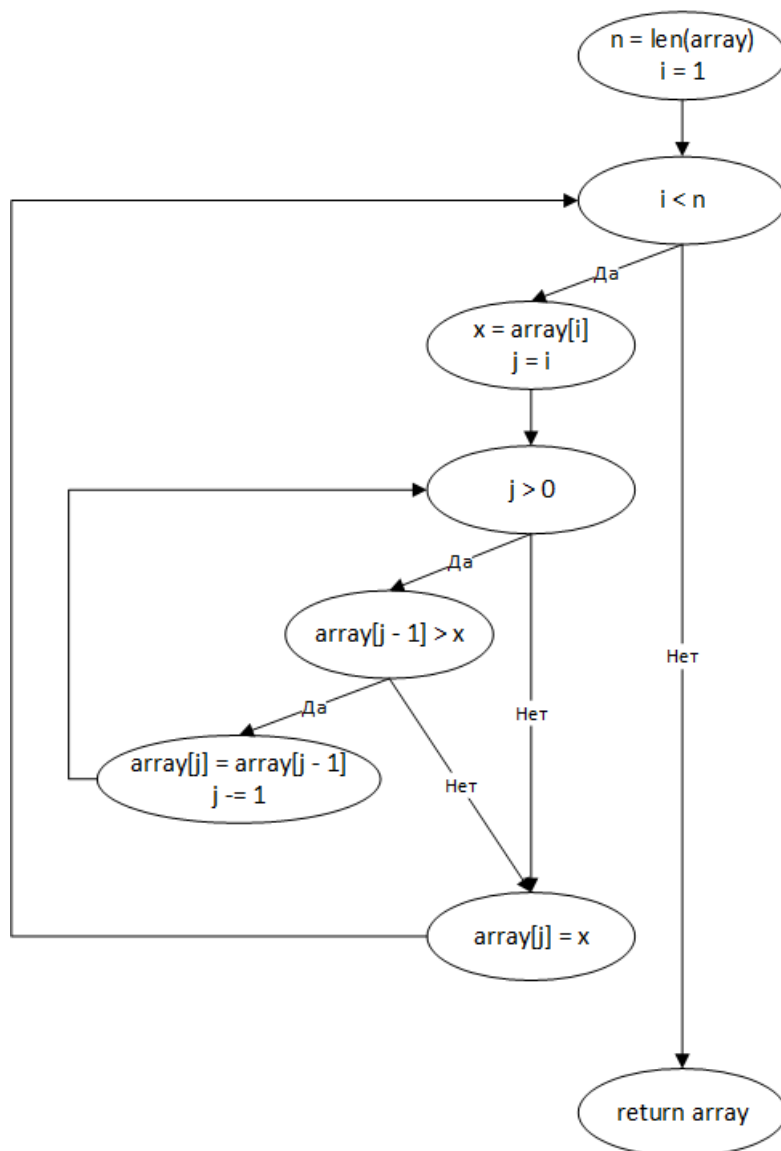 n = len(array)
i = 1
i < n
Да
x = array[i]
j = i
j > 0
Да
array[j - 1] > x
Нет
Да
Нет
array[j] = array[j - 1]
j -= 1
Нет
array[j] = x
return array